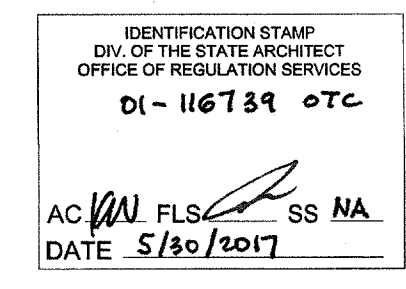 IDENTIFICATION STAMP
DIV. OF THE STATE ARCHITECT
OFFICE OF REGULATION SERVICES
01-116739 OTC
AC FLS SS NA
DATE 5/30/2017